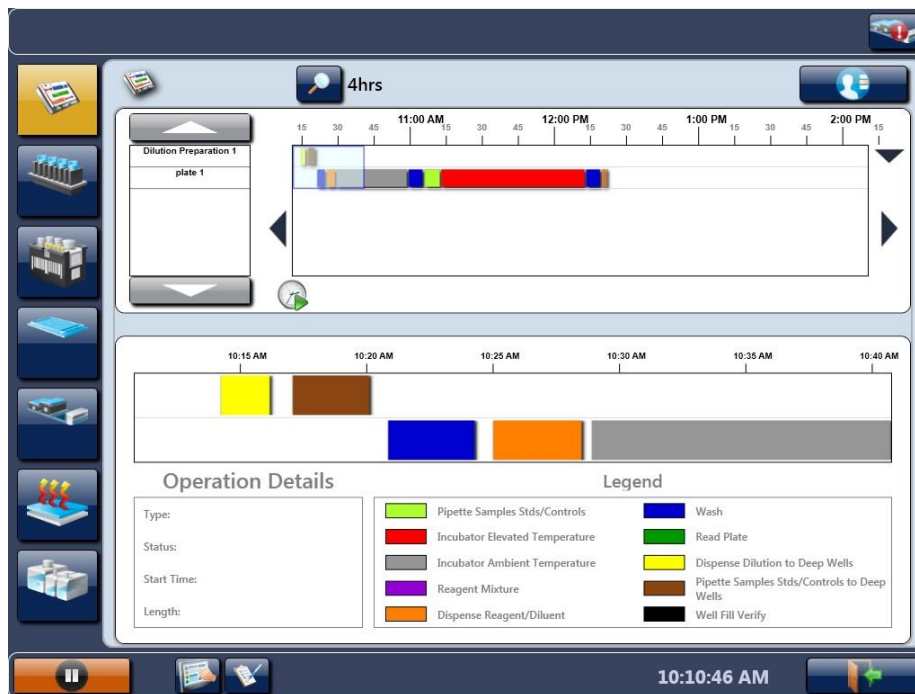 4hrs
11:00 AM 12:00 PM 1:00 PM 2:00 PM
15 30 45 15 30 45 15 30 45 15 30 45 15
Dilution Preparation 1
plate 1
10:15 AM 10:20 AM 10:25 AM 10:30 AM 10:35 AM 10:40 AM
Operation Details
Type:
Status:
Start Time:
Length:
Legend
Pipette Samples Stds/Controls
Incubator Elevated Temperature
Incubator Ambient Temperature
Reagent Mixture
Dispense Reagent/Diluent
Wash
Read Plate
Dispense Dilution to Deep Wells
Pipette Samples Stds/Controls to Deep
Wells
Well Fill Verify
10:10:46 AM